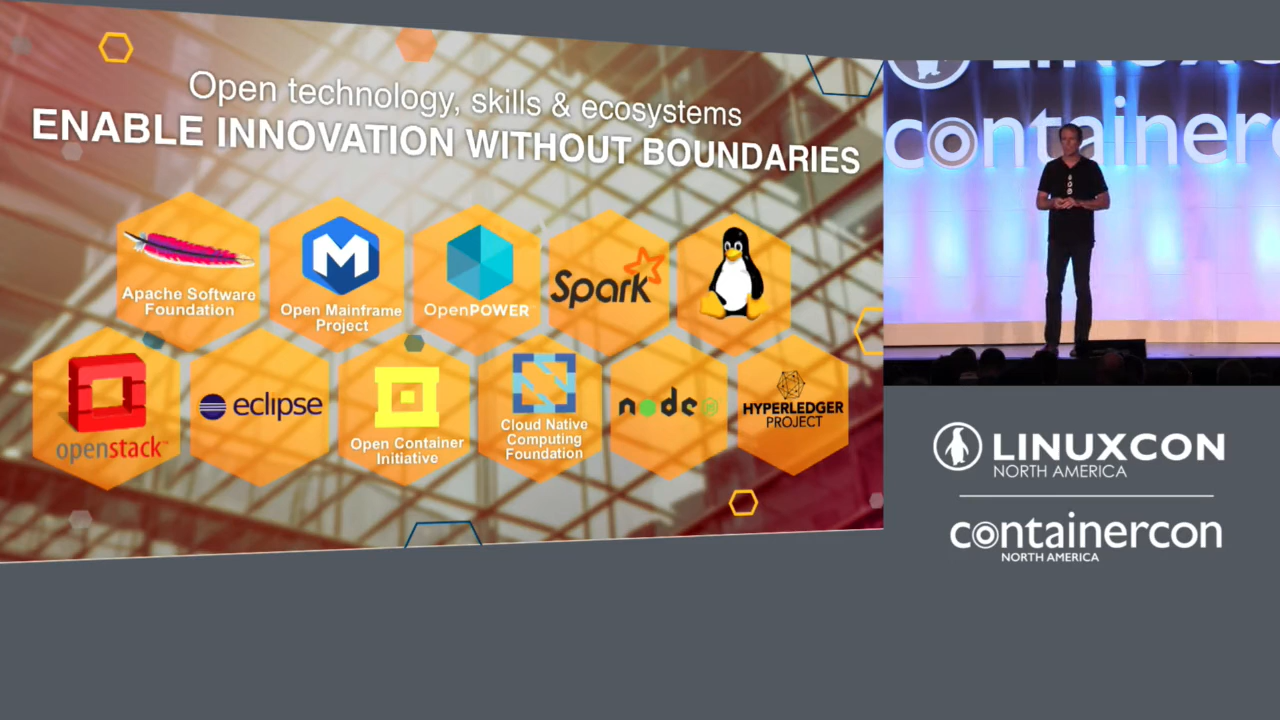 Open technology, skills & ecosystems
ENABLE INNOVATION WITHOUT BOUNDARIES
Apache Software
Foundation
Open Mainframe
Project
OpenPOWER
Spark
openstack™
eclipse
Open Container
Initiative
Cloud Native
Computing
Foundation
node
HYPERLEDGER
PROJECT
containerc
LINUXCON
NORTH AMERICA
containercon
NORTH AMERICA